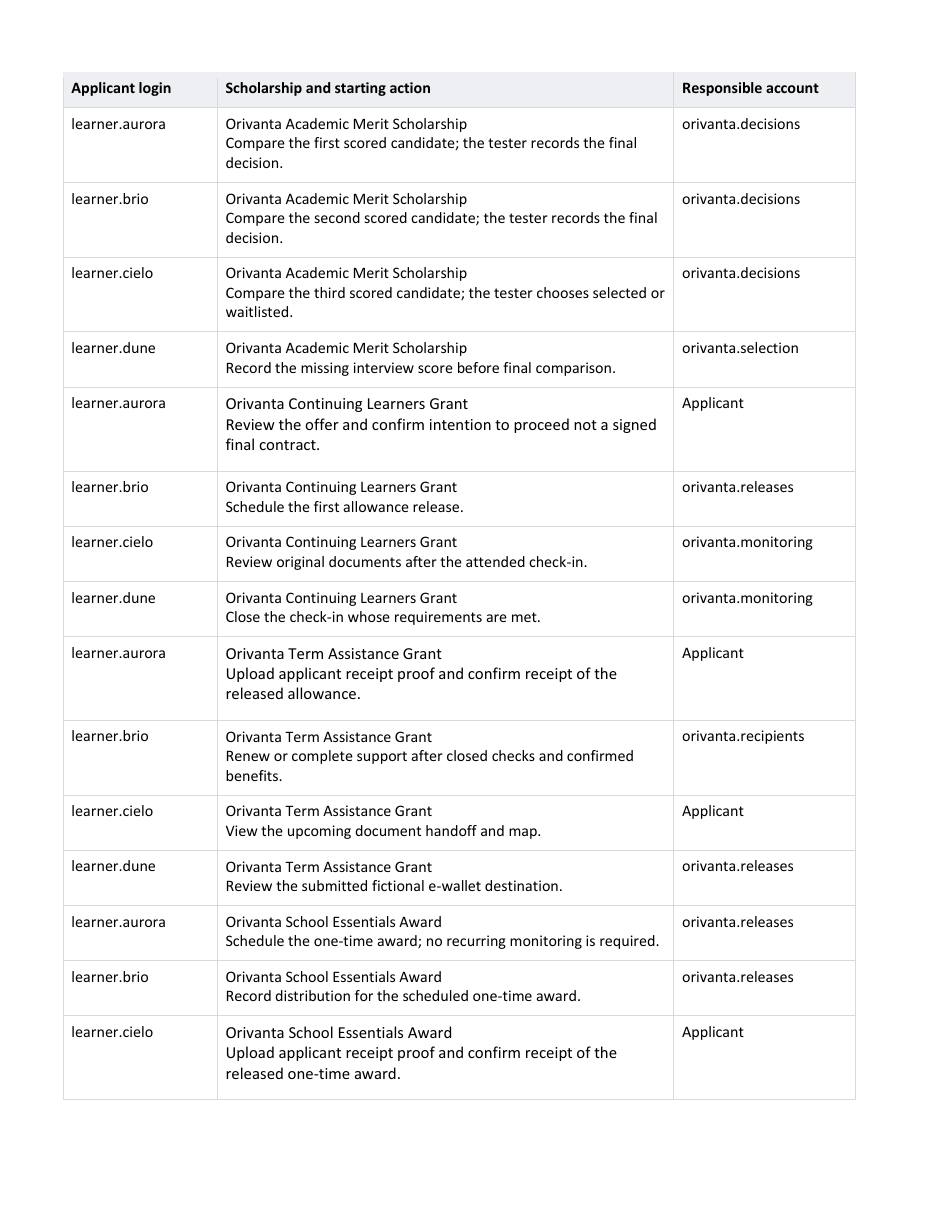 Applicant login Scholarship and starting action Responsible account
learner.aurora Orivanta Academic Merit Scholarship orivanta.decisions
Compare the first scored candidate; the tester records the final
decision.
learner.brio Orivanta Academic Merit Scholarship orivanta.decisions
Compare the second scored candidate; the tester records the final
decision.
learner.cielo Orivanta Academic Merit Scholarship orivanta.decisions
Compare the third scored candidate; the tester chooses selected or
waitlisted.
learner.dune Orivanta Academic Merit Scholarship orivanta.selection
Record the missing interview score before final comparison.
learner.aurora Orivanta Continuing Learners Grant Applicant
Review the offer and confirm intention to proceed not a signed
final contract.
learner.brio Orivanta Continuing Learners Grant orivanta.releases
Schedule the first allowance release.
learner.cielo Orivanta Continuing Learners Grant orivanta.monitoring
Review original documents after the attended check-in.
learner.dune Orivanta Continuing Learners Grant orivanta.monitoring
Close the check-in whose requirements are met.
learner.aurora Orivanta Term Assistance Grant Applicant
Upload applicant receipt proof and confirm receipt of the
released allowance.
learner.brio Orivanta Term Assistance Grant orivanta.recipients
Renew or complete support after closed checks and confirmed
benefits.
learner.cielo Orivanta Term Assistance Grant Applicant
View the upcoming document handoff and map.
learner.dune Orivanta Term Assistance Grant orivanta.releases
Review the submitted fictional e-wallet destination.
learner.aurora Orivanta School Essentials Award orivanta.releases
Schedule the one-time award; no recurring monitoring is required.
learner.brio Orivanta School Essentials Award orivanta.releases
Record distribution for the scheduled one-time award.
learner.cielo Orivanta School Essentials Award Applicant
Upload applicant receipt proof and confirm receipt of the
released one-time award.